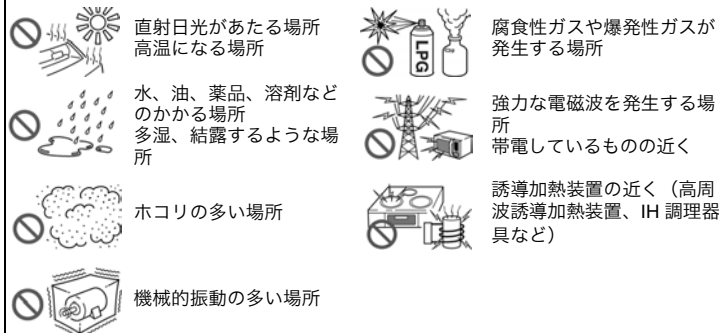 直射日光があたる場所
高温になる場所
水、油、薬品、溶剤など
のかかる場所
多湿、結露するような場
所
ホコリの多い場所
機械的振動の多い場所
LPG
腐食性ガスや爆発性ガスが
発生する場所
強力な電磁波を発生する場
所
帯電しているものの近く
誘導加熱装置の近く（高周
波誘導加熱装置、IH 調理器
具など）